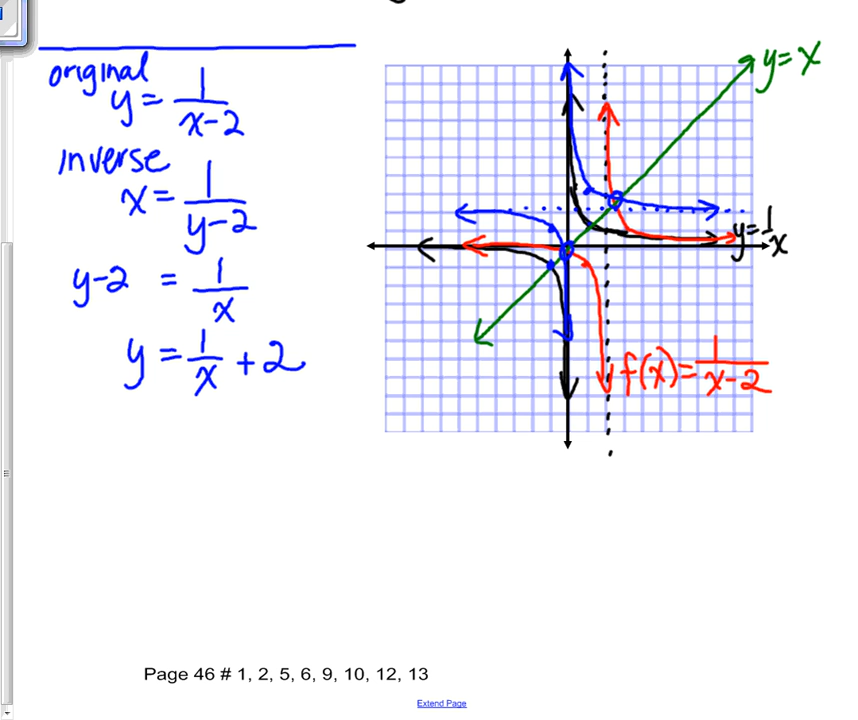 original
y = 1/(x-2)
inverse
x = 1/(y-2)
y-2 = 1/x
y = 1/x + 2
y=x
y=1/x
f(x)=1/(x-2)
Page 46 # 1, 2, 5, 6, 9, 10, 12, 13
Extend Page